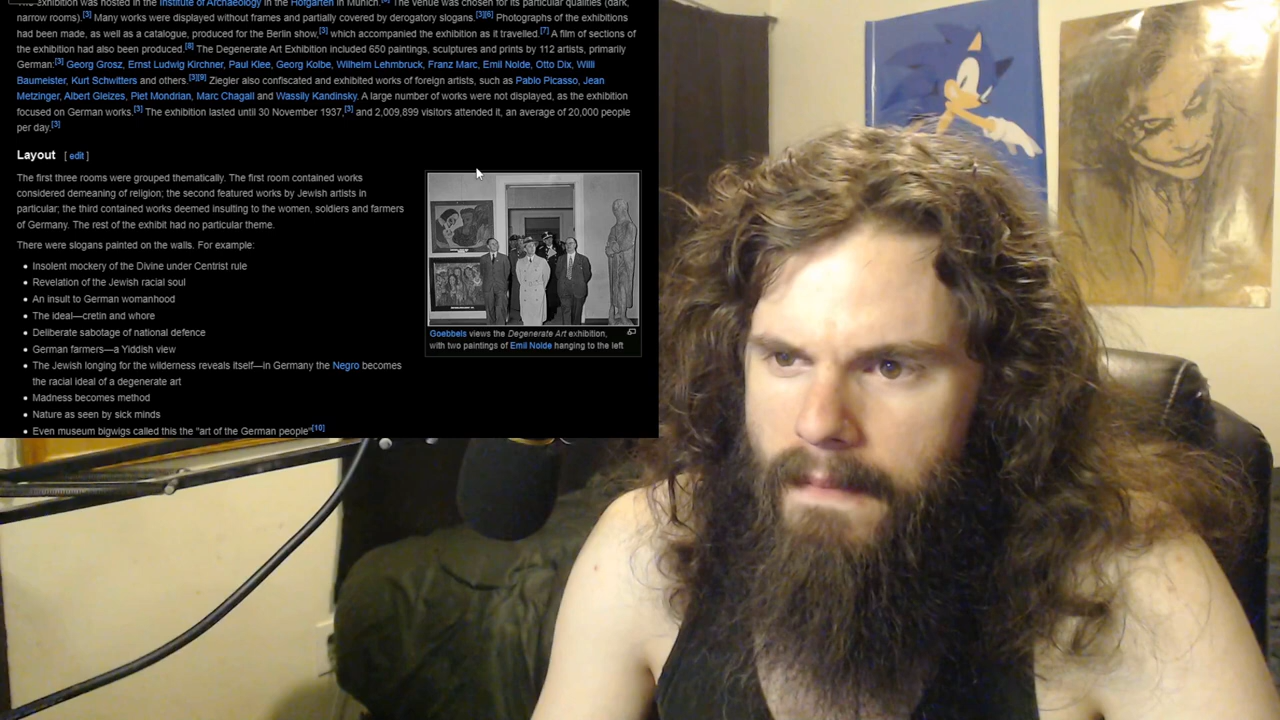 The exhibition was hosted in the Institute of Archaeology in the Hofgarten in Munich.[3] The venue was chosen for its particular qualities (dark,
narrow rooms).[3] Many works were displayed without frames and partially covered by derogatory slogans.[3][6] Photographs of the exhibitions
had been made, as well as a catalogue, produced for the Berlin show,[3] which accompanied the exhibition as it travelled.[7] A film of sections of
the exhibition had also been produced.[8] The Degenerate Art Exhibition included 650 paintings, sculptures and prints by 112 artists, primarily
German:[3] Georg Grosz, Ernst Ludwig Kirchner, Paul Klee, Georg Kolbe, Wilhelm Lehmbruck, Franz Marc, Emil Nolde, Otto Dix, Willi
Baumeister, Kurt Schwitters and others.[3][9] Ziegler also confiscated and exhibited works of foreign artists, such as Pablo Picasso, Jean
Metzinger, Albert Gleizes, Piet Mondrian, Marc Chagall and Wassily Kandinsky. A large number of works were not displayed, as the exhibition
focused on German works.[3] The exhibition lasted until 30 November 1937,[3] and 2,009,899 visitors attended it, an average of 20,000 people
per day.[3]
Layout [ edit ]
The first three rooms were grouped thematically. The first room contained works
considered demeaning of religion; the second featured works by Jewish artists in
particular; the third contained works deemed insulting to the women, soldiers and farmers
of Germany. The rest of the exhibit had no particular theme.
There were slogans painted on the walls. For example:
Insolent mockery of the Divine under Centrist rule
Revelation of the Jewish racial soul
An insult to German womanhood
The ideal—cretin and whore
Deliberate sabotage of national defence
German farmers—a Yiddish view
The Jewish longing for the wilderness reveals itself—in Germany the Negro becomes
the racial ideal of a degenerate art
Madness becomes method
Nature as seen by sick minds
Even museum bigwigs called this the "art of the German people"[10]
Goebbels views the Degenerate Art exhibition,
with two paintings of Emil Nolde hanging to the left